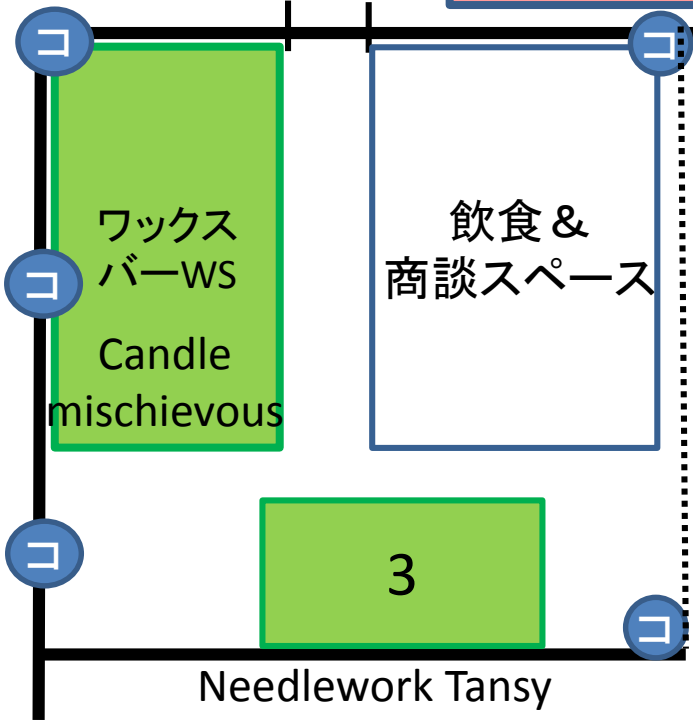 コ
コ
ワックス
バーWS
Candle
mischievous
飲食&
商談スペース
コ
コ
3
コ
Needlework Tansy